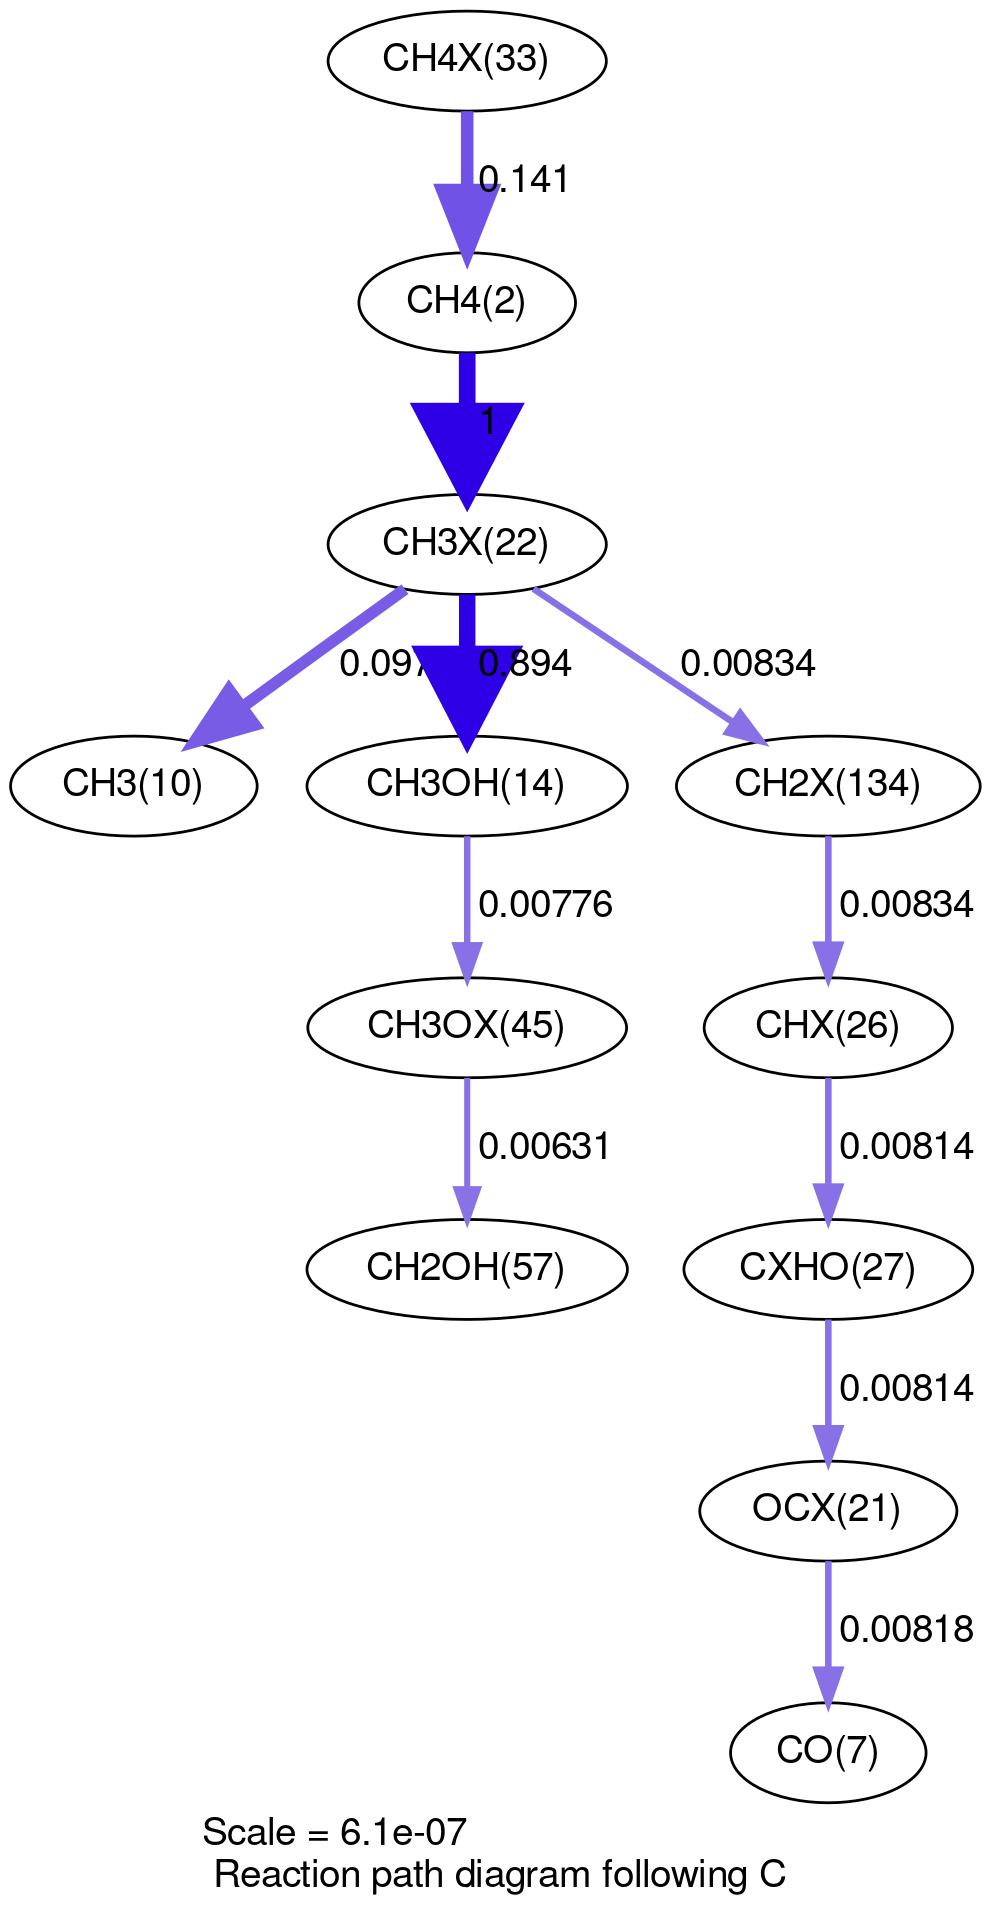 CH4X(33)
0.141
CH4(2)
1
CH3X(22)
0.894
0.00834
CH3(10)
CH3OH(14)
CH2X(134)
0.00776
0.00834
CH3OX(45)
CHX(26)
0.00631
0.00814
CH2OH(57)
CXHO(27)
0.00814
OCX(21)
0.00818
CO(7)
Scale = 6.1e-07
Reaction path diagram following C